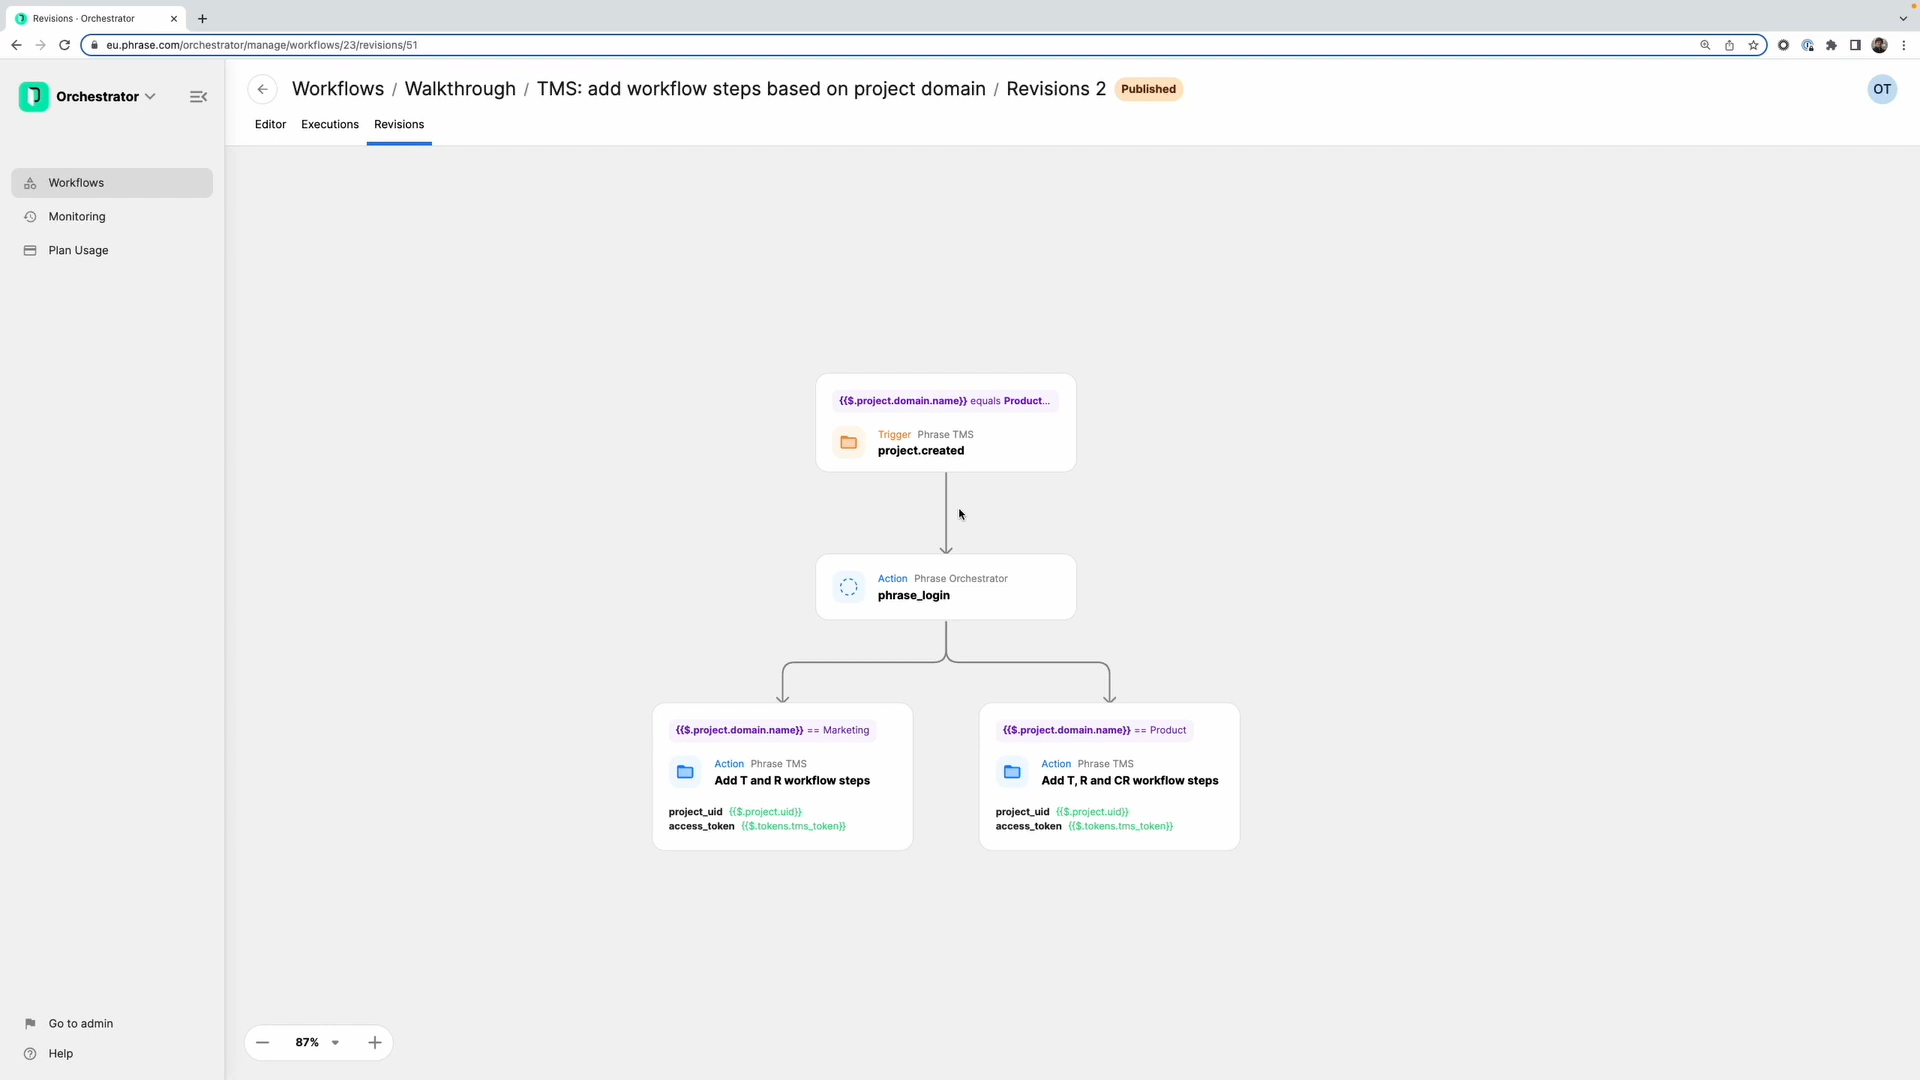 Revisions - Orchestrator
eu.phrase.com/orchestrator/manage/workflows/23/revisions/51
Orchestrator
Workflows / Walkthrough / TMS: add workflow steps based on project domain / Revisions 2 Published
OT
Editor Executions Revisions
Workflows
Monitoring
Plan Usage
{{$.project.domain.name}} equals Product...
Trigger Phrase TMS
project.created
Action Phrase Orchestrator
phrase_login
{{$.project.domain.name}} == Marketing
Action Phrase TMS
Add T and R workflow steps
project_uid {{$.project.uid}}
access_token {{$.tokens.tms_token}}
{{$.project.domain.name}} == Product
Action Phrase TMS
Add T, R and CR workflow steps
project_uid {{$.project.uid}}
access_token {{$.tokens.tms_token}}
Go to admin
Help
87%